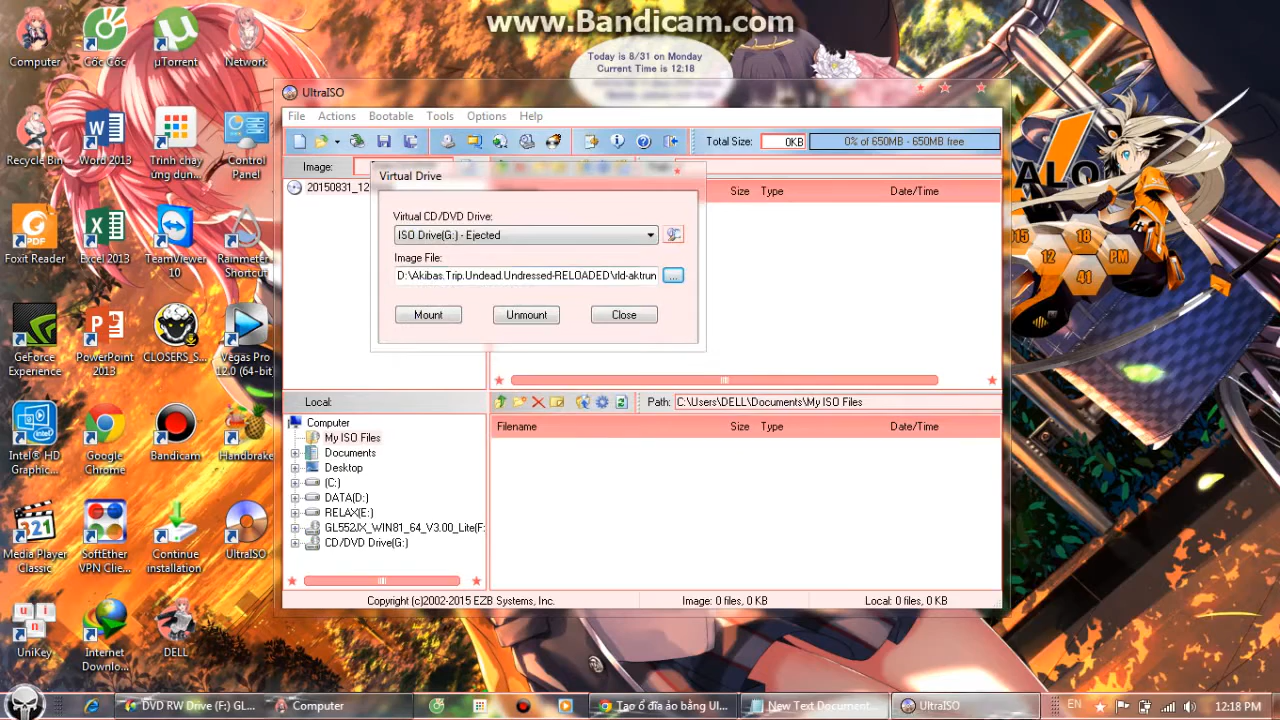 www.Bandicam.com
Today is 8/31 on Monday
Current Time is 12:18
Computer
Cốc Cốc
µTorrent
Network
Recycle Bin
Word 2013
Trình chạy ứng dụn...
Control Panel
Foxit Reader
Excel 2013
TeamViewer 10
Rainmeter Shortcut
GeForce Experience
PowerPoint 2013
CLOSERS_S...
Vegas Pro 12.0 (64-bit)
Intel® HD Graphic...
Google Chrome
Bandicam
Handbrake
Media Player Classic
SoftEther VPN Clie...
Continue installation
UltraISO
UniKey
Internet Downlo...
DELL
PDF
UltraISO
File Actions Bootable Tools Options Help
Total Size: 0KB 0% of 650MB - 650MB free
Image:
20150831_12
Size Type Date/Time
Virtual Drive
Virtual CD/DVD Drive:
ISO Drive(G:) - Ejected
Image File:
D:\Akibas.Trip.Undead.Undressed-RELOADED\rld-aktrun
...
Mount Unmount Close
Local:
Path: C:\Users\DELL\Documents\My ISO Files
Computer
My ISO Files
Documents
Desktop
(C:)
DATA(D:)
RELAX(E:)
GL552JX_WIN81_64_V3.00_Lite(F:
CD/DVD Drive(G:)
Filename Size Type Date/Time
Copyright (c)2002-2015 EZB Systems, Inc. Image: 0 files, 0 KB Local: 0 files, 0 KB
ALO
18
12
PM
41
DVD RW Drive (F:) GL... Computer Tạo ổ đĩa ảo bằng Ul... New Text Document... UltraISO EN 12:18 PM